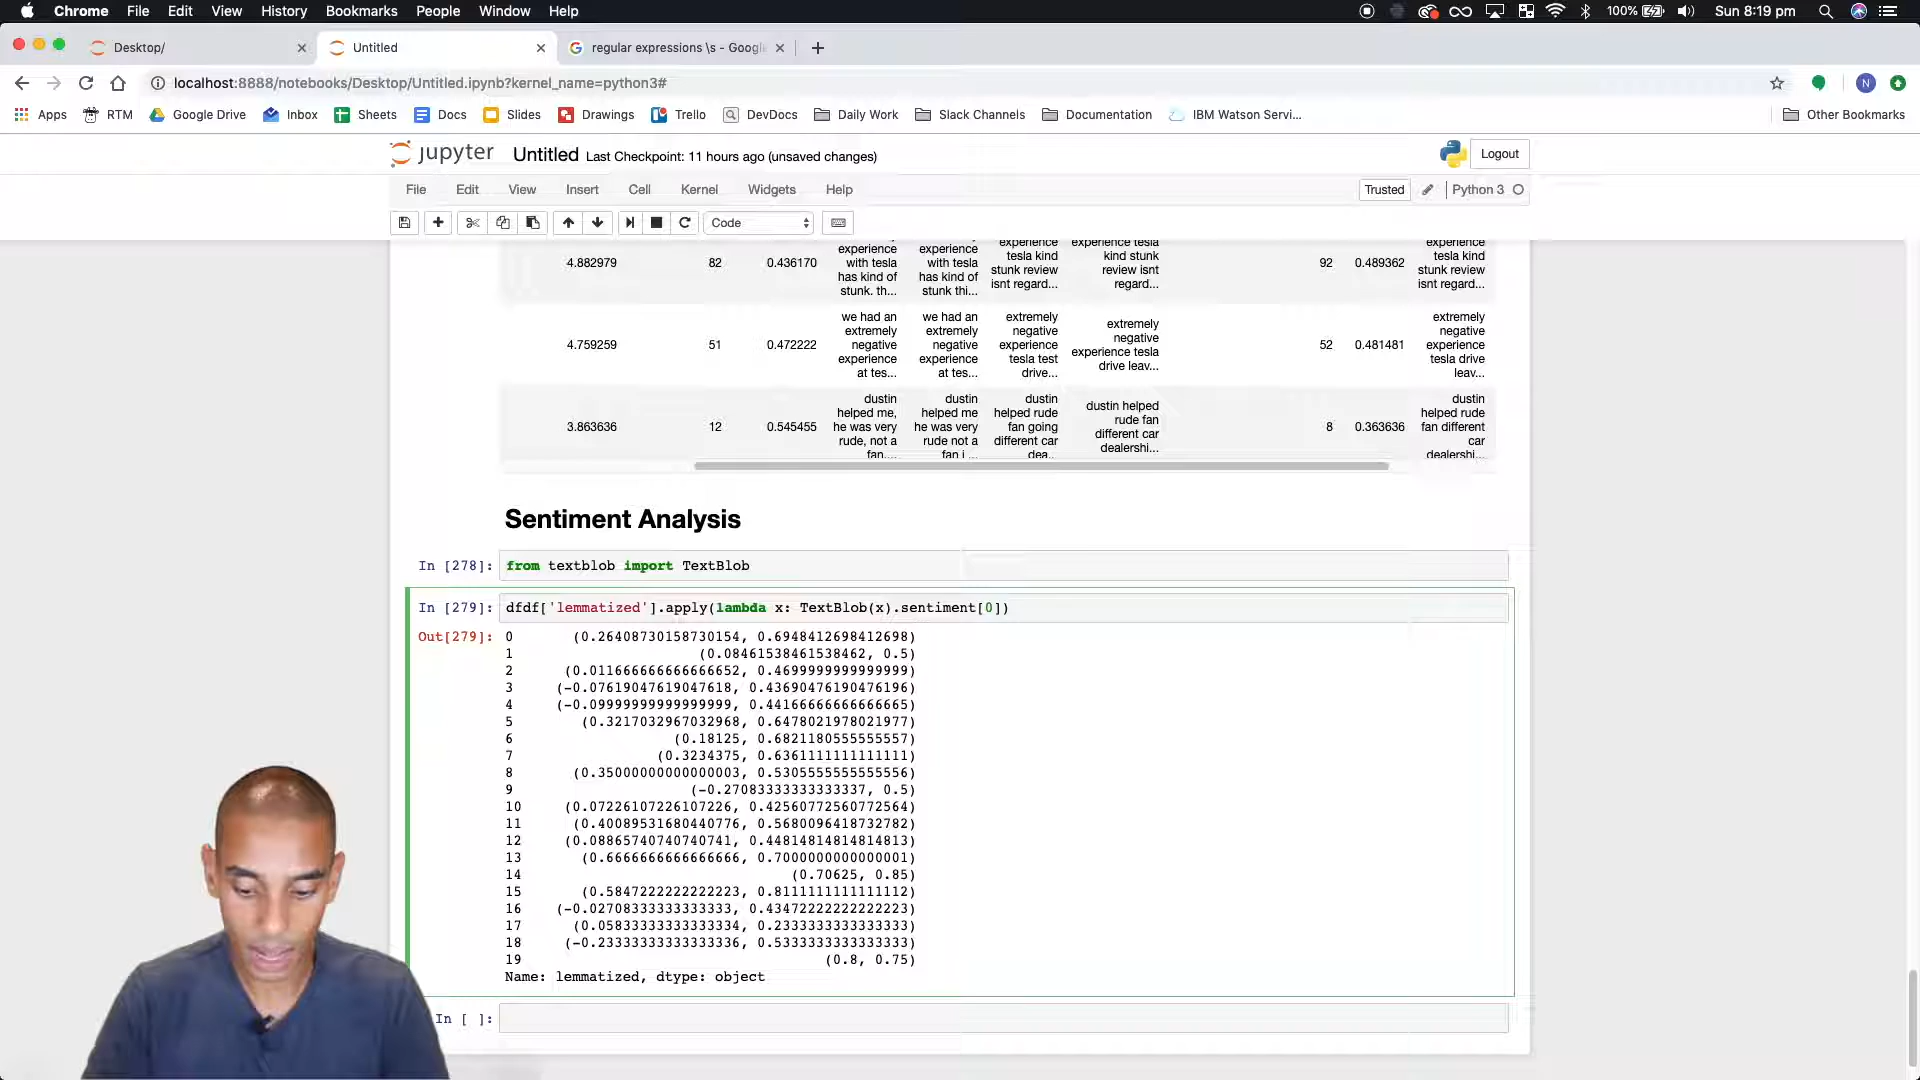 Chrome File Edit View History Bookmarks People Window Help 100% Sun 8:19 pm
Desktop/ Untitled regular expressions \s - Googl
localhost:8888/notebooks/Desktop/Untitled.ipynb?kernel_name=python3# N
Apps RTM Google Drive Inbox Sheets Docs Slides Drawings Trello DevDocs Daily Work Slack Channels Documentation IBM Watson Servi... Other Bookmarks
jupyter Untitled Last Checkpoint: 11 hours ago (unsaved changes) Logout
File Edit View Insert Cell Kernel Widgets Help Trusted Python 3
Code
experience experience experience experience tesla experience
4.882979 82 0.436170 with tesla with tesla tesla kind kind stunk 92 0.489362 tesla kind
has kind of has kind of stunk review review isnt stunk review
stunk. th... stunk thi... isnt regard... regard... isnt regard...
we had an we had an extremely extremely
extremely extremely negative extremely negative
4.759259 51 0.472222 negative negative experience negative 52 0.481481 experience
experience experience tesla test experience tesla tesla drive
at tes... at tes... drive... drive leav... leav...
dustin dustin dustin dustin
helped me, helped me helped rude dustin helped helped rude
3.863636 12 0.545455 he was very he was very fan going rude fan 8 0.363636 fan different
rude, not a rude not a different car different car car
fan.... fan i ... dea.. dealershi... dealershi...
Sentiment Analysis
In [278]: from textblob import TextBlob
In [279]: dfdf['lemmatized'].apply(lambda x: TextBlob(x).sentiment[0])
Out[279]: 0 (0.26408730158730154, 0.6948412698412698)
1 (0.08461538461538462, 0.5)
2 (0.011666666666666652, 0.4699999999999999)
3 (-0.07619047619047618, 0.43690476190476196)
4 (-0.09999999999999999, 0.44166666666666665)
5 (0.3217032967032968, 0.6478021978021977)
6 (0.18125, 0.6821180555555557)
7 (0.3234375, 0.6361111111111111)
8 (0.35000000000000003, 0.5305555555555556)
9 (-0.27083333333333337, 0.5)
10 (0.07226107226107226, 0.42560772560772564)
11 (0.40089531680440776, 0.5680096418732782)
12 (0.08865740740740741, 0.44814814814814813)
13 (0.6666666666666666, 0.7000000000000001)
14 (0.70625, 0.85)
15 (0.5847222222222223, 0.8111111111111112)
16 (-0.02708333333333333, 0.43472222222222223)
17 (0.05833333333333334, 0.2333333333333333)
18 (-0.23333333333333336, 0.5333333333333333)
19 (0.8, 0.75)
Name: lemmatized, dtype: object
In [ ]: